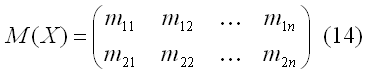 M(X) = ( m₁₁ m₁₂ … m₁ₙ ) (14)
( m₂₁ m₂₂ … m₂ₙ )